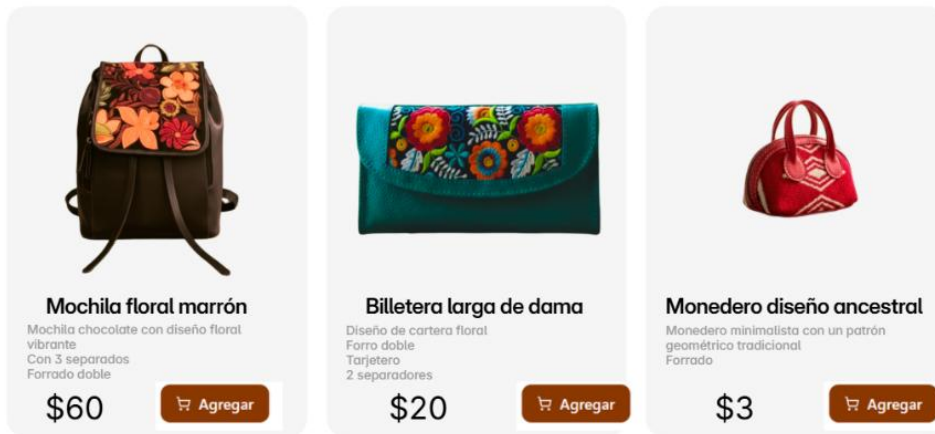 Mochila floral marrón
Mochila chocolate con diseño floral
vibrante
Con 3 separados
Forrado doble
$60
Agregar
Billetera larga de dama
Diseño de cartera floral
Forro doble
Tarjetero
2 separadores
$20
Agregar
Monedero diseño ancestral
Monedero minimalista con un patrón
geométrico tradicional
Forrado
$3
Agregar